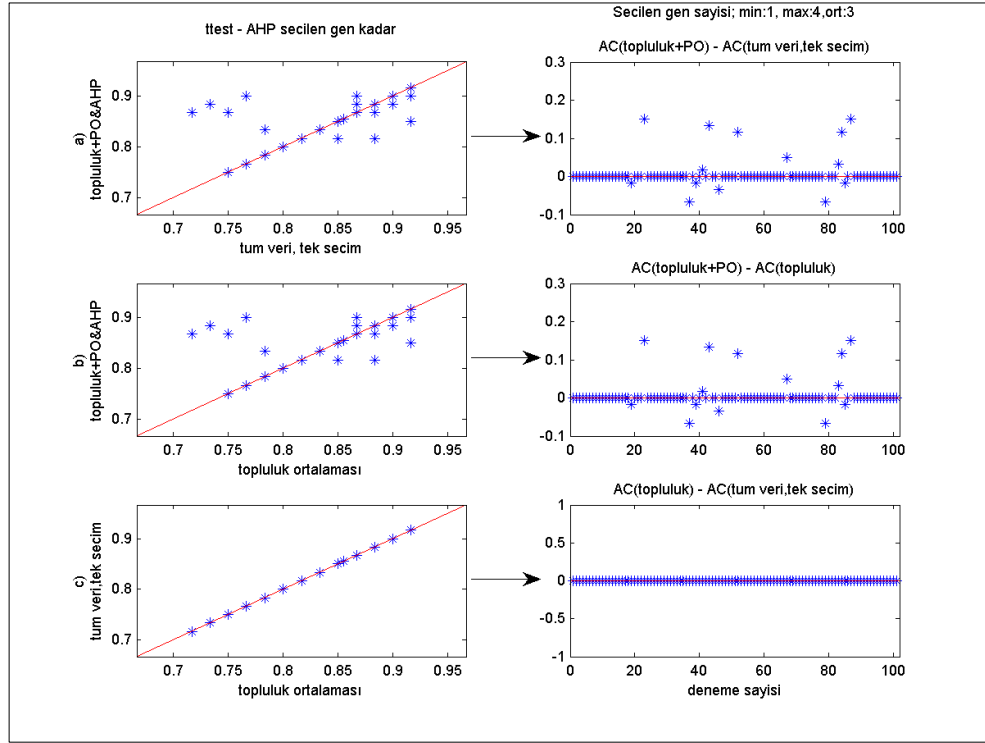 ttest - AHP secilen gen kadar
Secilen gen sayisi; min:1, max:4,ort:3
a)
topluluk+PO&AHP
0.9
0.8
0.7
0.7 0.75 0.8 0.85 0.9 0.95
tum veri, tek secim
AC(topluluk+PO) - AC(tum veri,tek secim)
0.3
0.2
0.1
0
-0.1
0 20 40 60 80 100
b)
topluluk+PO&AHP
0.9
0.8
0.7
0.7 0.75 0.8 0.85 0.9 0.95
topluluk ortalaması
AC(topluluk+PO) - AC(topluluk)
0.3
0.2
0.1
0
-0.1
0 20 40 60 80 100
c)
tum veri,tek secim
0.9
0.8
0.7
0.7 0.75 0.8 0.85 0.9 0.95
topluluk ortalaması
AC(topluluk) - AC(tum veri,tek secim)
1
0.5
0
-0.5
-1
0 20 40 60 80 100
deneme sayisi